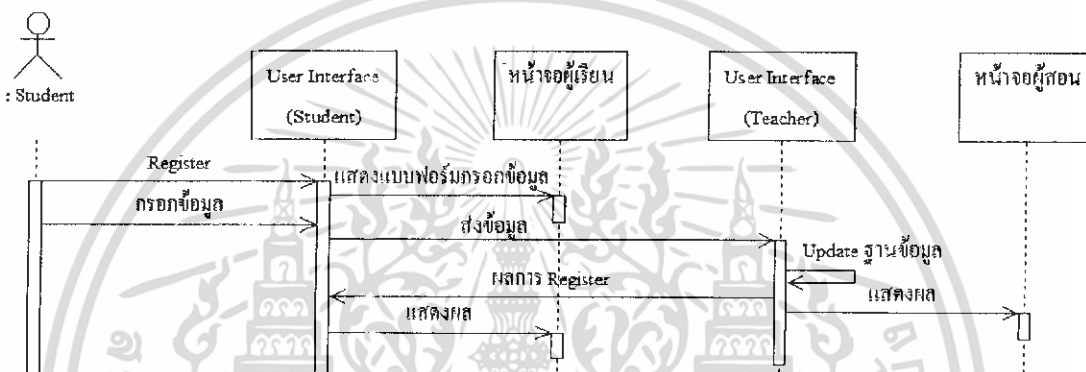 : Student
User Interface
(Student)
หน้าจอผู้เรียน
User Interface
(Teacher)
หน้าจอผู้สอน
Register
แสดงแบบฟอร์มกรอกข้อมูล
กรอกข้อมูล
ส่งข้อมูล
Update ฐานข้อมูล
ผลการ Register
แสดงผล
แสดงผล